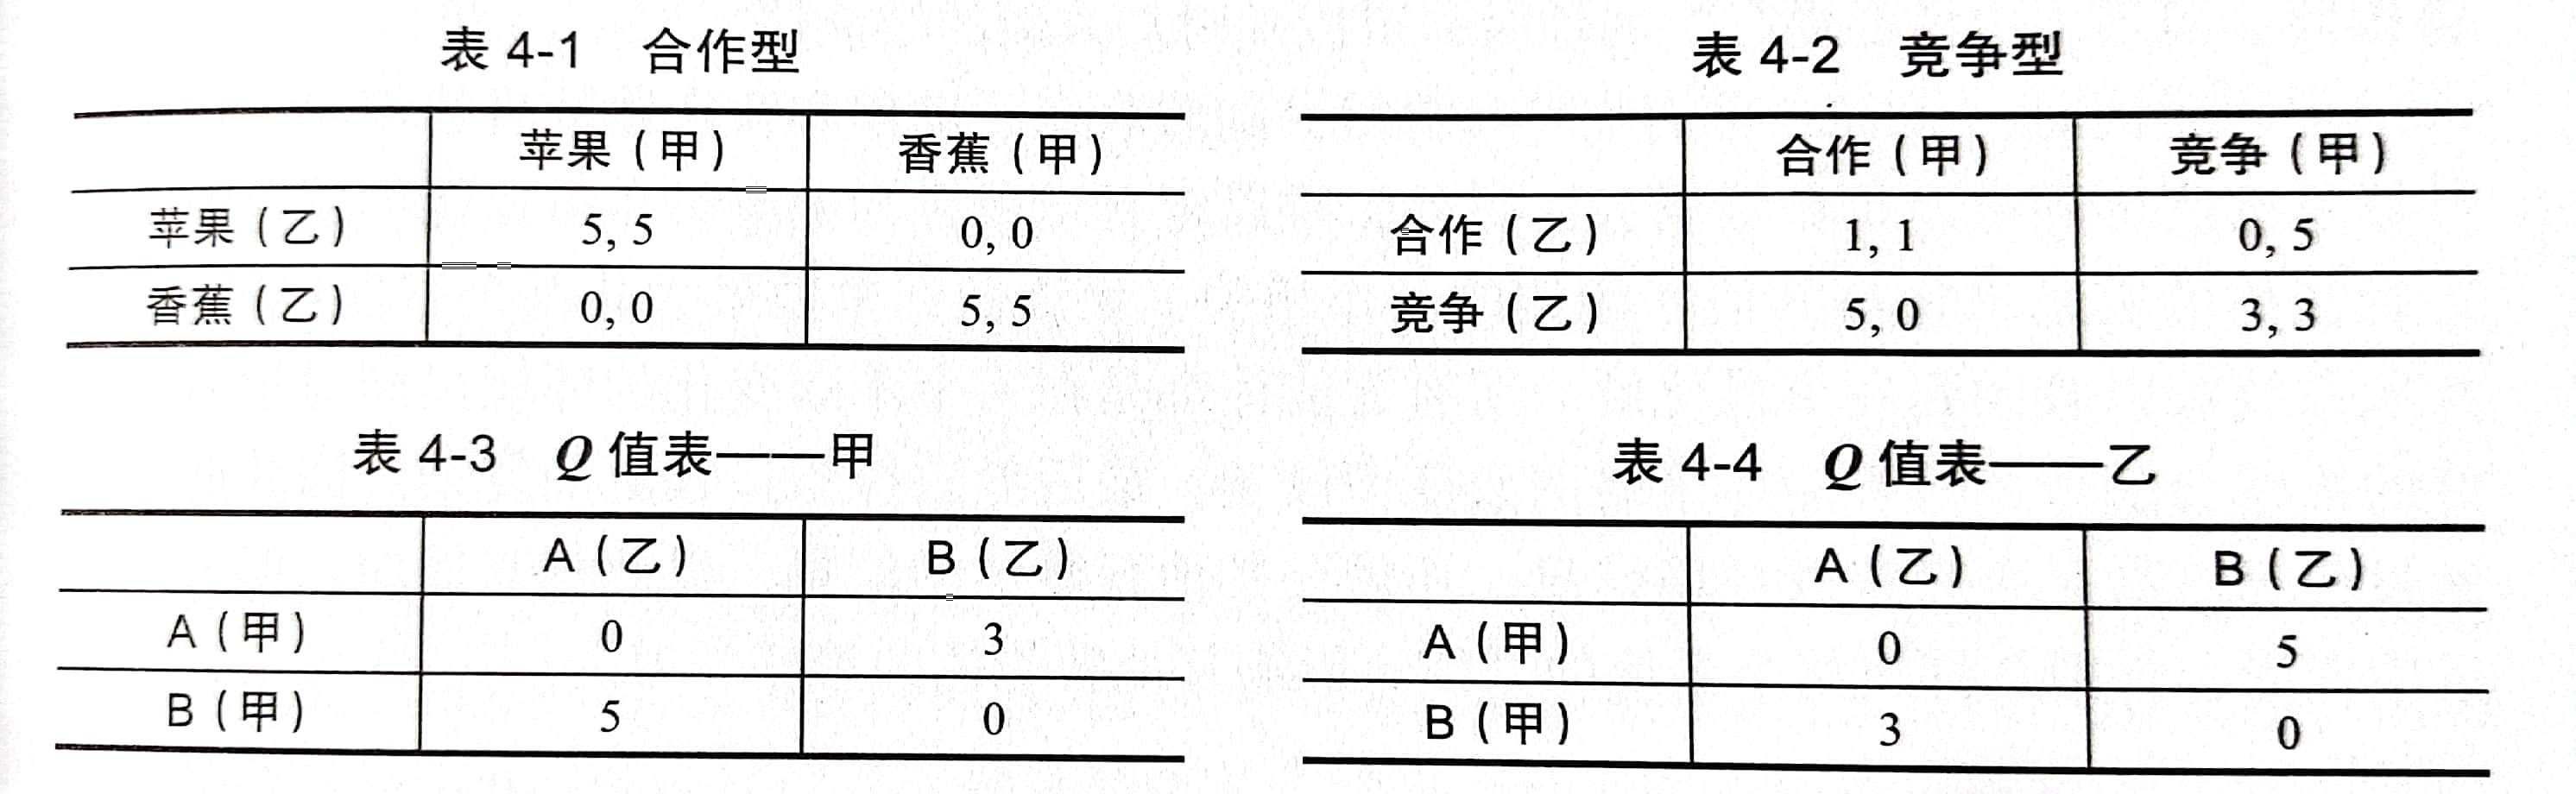 表 4-1 合作型
苹果（甲） 香蕉（甲）
苹果（乙） 5, 5 0, 0
香蕉（乙） 0, 0 5, 5
表 4-2 竞争型
合作（甲） 竞争（甲）
合作（乙） 1, 1 0, 5
竞争（乙） 5, 0 3, 3
表 4-3 Q 值表——甲
A（乙） B（乙）
A（甲） 0 3
B（甲） 5 0
表 4-4 Q 值表——乙
A（乙） B（乙）
A（甲） 0 5
B（甲） 3 0